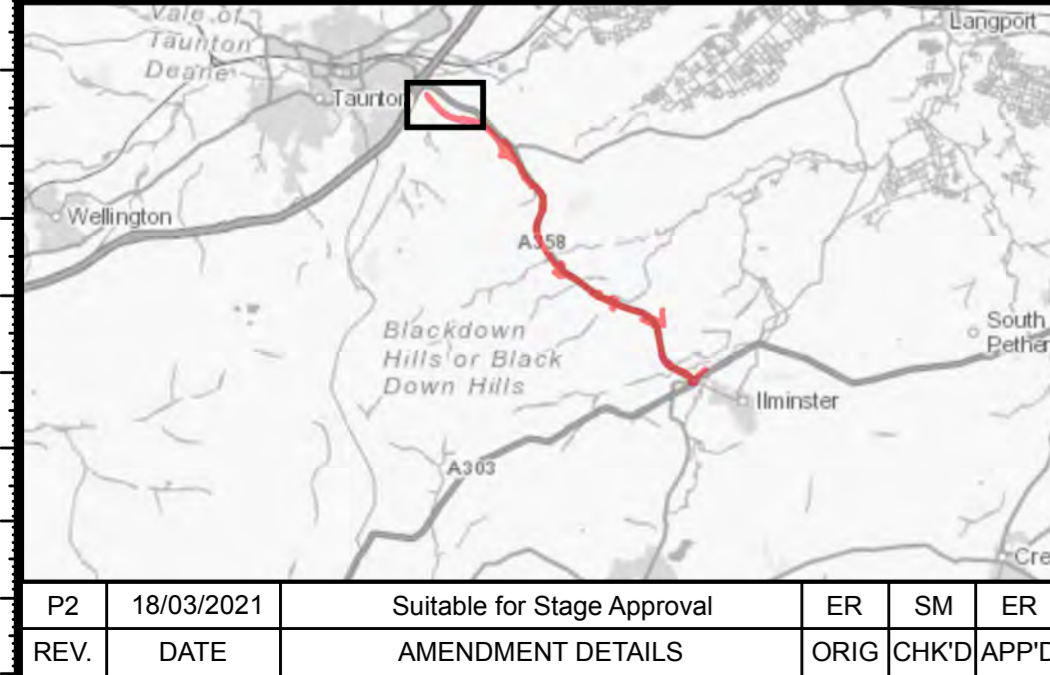 Vale of
Taunton
Deane
Langport
Taunton
Wellington
A358
Blackdown
Hills or Black
Down Hills
South
Pether
Ilminster
A303
Cre
P2 18/03/2021 Suitable for Stage Approval ER SM ER
REV. DATE AMENDMENT DETAILS ORIG CHK'D APP'D